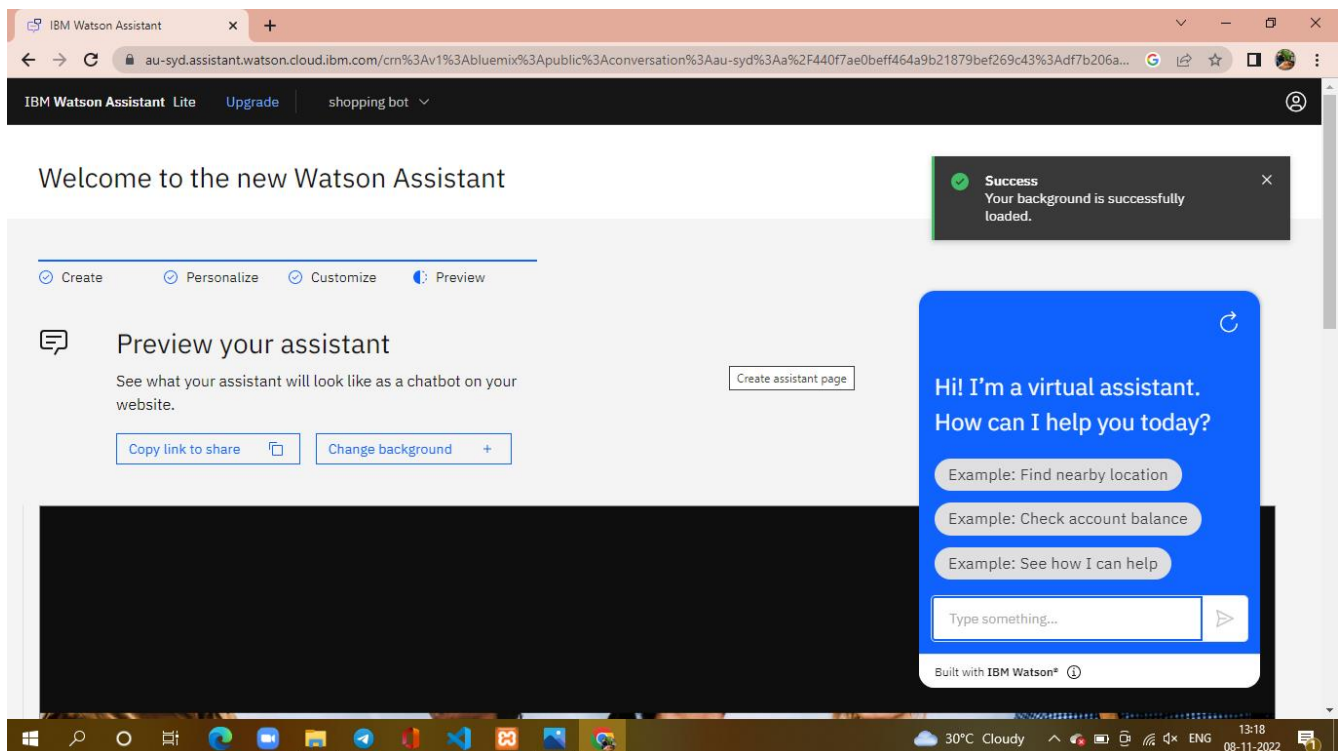 IBM Watson Assistant
au-syd.assistant.watson.cloud.ibm.com/crn%3Av1%3Abluemix%3Apublic%3Aconversation%3Aau-syd%3Aa%2F440f7ae0beff464a9b21879bef269c43%3Adf7b206a...
IBM Watson Assistant Lite Upgrade shopping bot
Welcome to the new Watson Assistant
Success
Your background is successfully
loaded.
Create Personalize Customize Preview
Preview your assistant
See what your assistant will look like as a chatbot on your
website.
Copy link to share Change background +
Create assistant page
Hi! I'm a virtual assistant.
How can I help you today?
Example: Find nearby location
Example: Check account balance
Example: See how I can help
Type something...
Built with IBM Watson®
30°C Cloudy ENG 13:18
08-11-2022